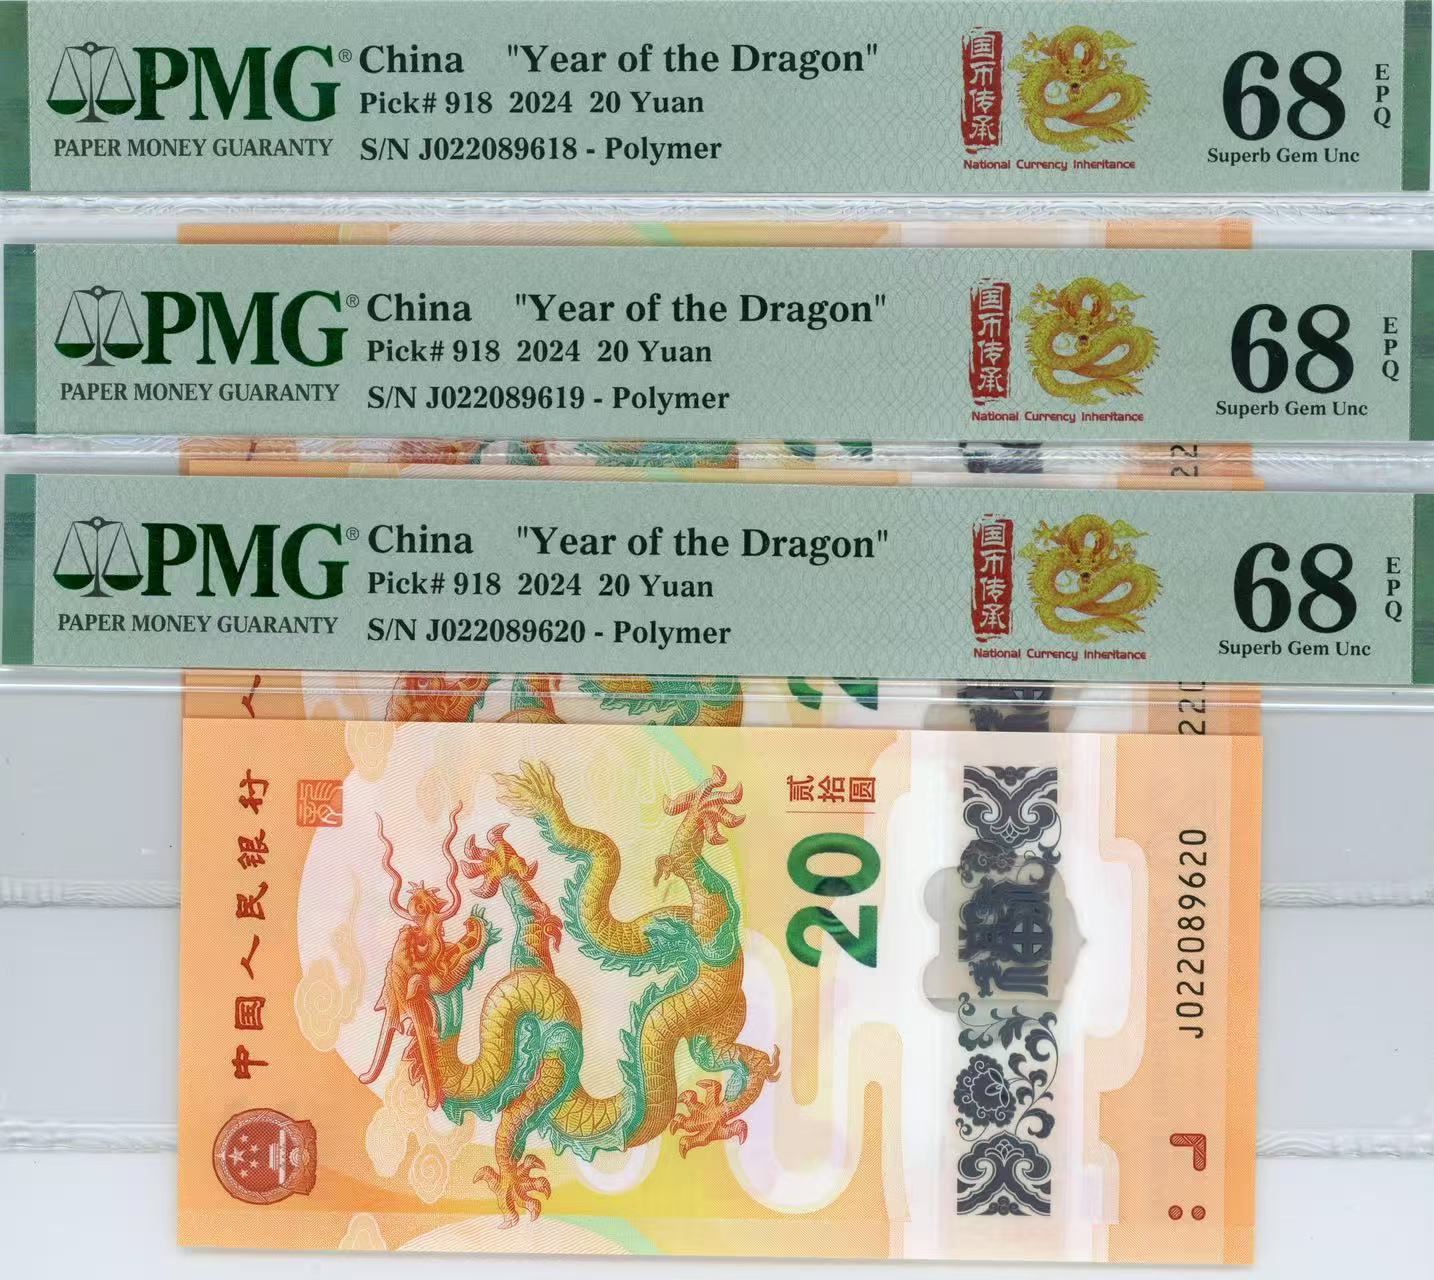 PMG® China "Year of the Dragon"
Pick# 918 2024 20 Yuan
PAPER MONEY GUARANTY
S/N J022089618 - Polymer
国币传承
National Currency Inheritance
68
EPQ
Superb Gem Unc
PMG® China "Year of the Dragon"
Pick# 918 2024 20 Yuan
PAPER MONEY GUARANTY
S/N J022089619 - Polymer
国币传承
National Currency Inheritance
68
EPQ
Superb Gem Unc
22
PMG® China "Year of the Dragon"
Pick# 918 2024 20 Yuan
PAPER MONEY GUARANTY
S/N J022089620 - Polymer
国币传承
National Currency Inheritance
68
EPQ
Superb Gem Unc
220
中国人民银行
贰拾圆
20
J022089620